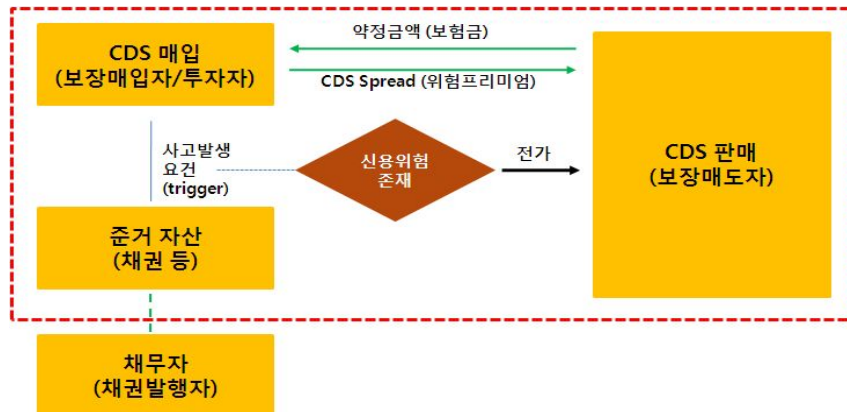 CDS 매입
(보장매입자/투자자)
약정금액 (보험금)
CDS Spread (위험프리미엄)
CDS 판매
(보장매도자)
사고발생
요건
(trigger)
신용위험
존재
전가
준거 자산
(채권 등)
채무자
(채권발행자)